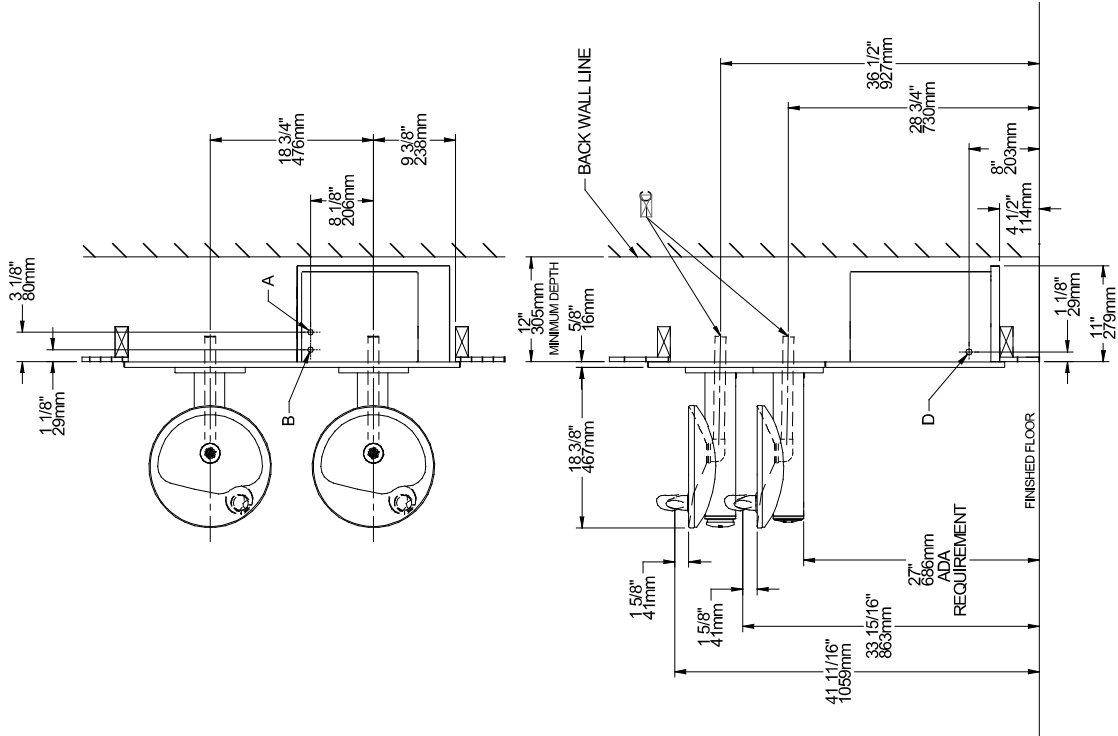 3 1/8"
80mm
1 1/8"
29mm
A
B
18 3/4"
476mm
8 1/8"
206mm
9 3/8"
238mm
BACK WALL LINE
C
36 1/2"
927mm
28 3/4"
730mm
8"
203mm
4 1/2"
114mm
12"
305mm
MINIMUM DEPTH
5/8"
16mm
18 3/8"
467mm
1 1/8"
29mm
11"
279mm
D
FINISHED FLOOR
1 5/8"
41mm
1 5/8"
41mm
27"
686mm
ADA
REQUIREMENT
33 15/16"
863mm
41 11/16"
1059mm